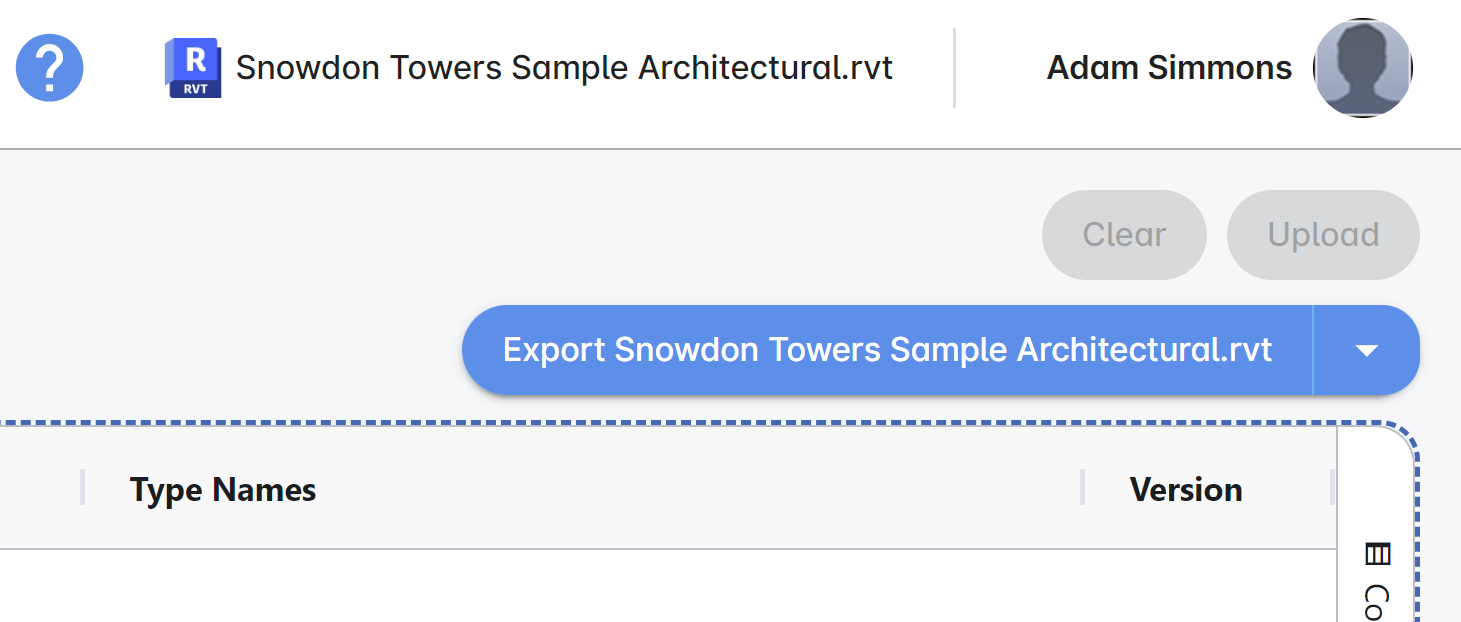 ?
R
RVT
Snowdon Towers Sample Architectural.rvt
Adam Simmons
Clear
Upload
Export Snowdon Towers Sample Architectural.rvt
Type Names
Version
Co